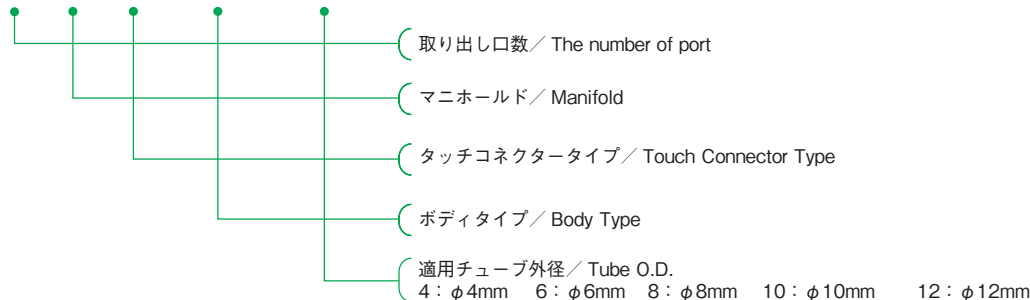 取り出し口数／ The number of port
マニホールド／ Manifold
タッチコネクタータイプ／ Touch Connector Type
ボディタイプ／ Body Type
適用チューブ外径／ Tube O.D.
4：φ4mm 6：φ6mm 8：φ8mm 10：φ10mm 12：φ12mm